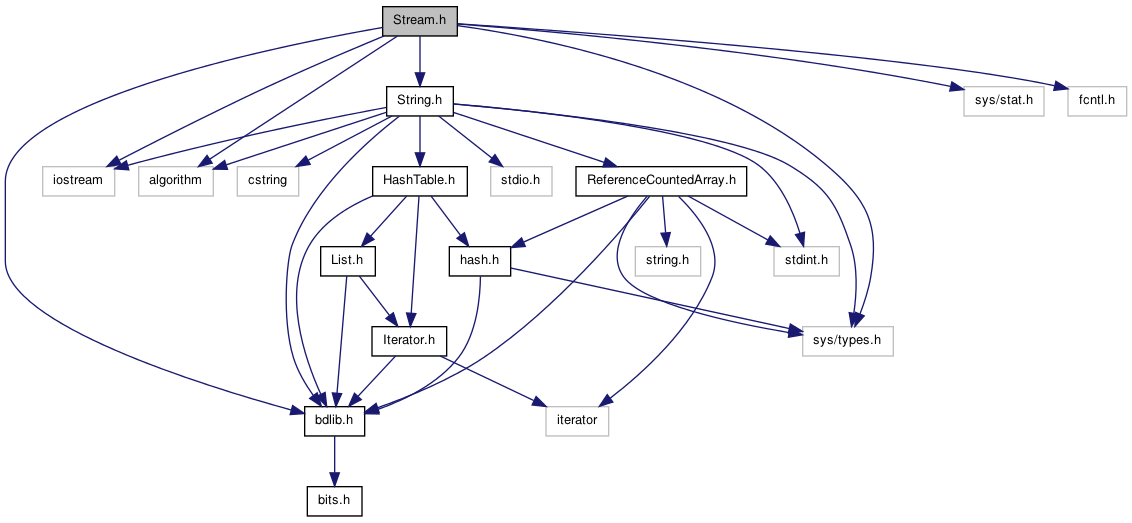 Stream.h
String.h
sys/stat.h
fcntl.h
iostream
algorithm
cstring
HashTable.h
stdio.h
ReferenceCountedArray.h
List.h
hash.h
string.h
stdint.h
Iterator.h
sys/types.h
bdlib.h
iterator
bits.h